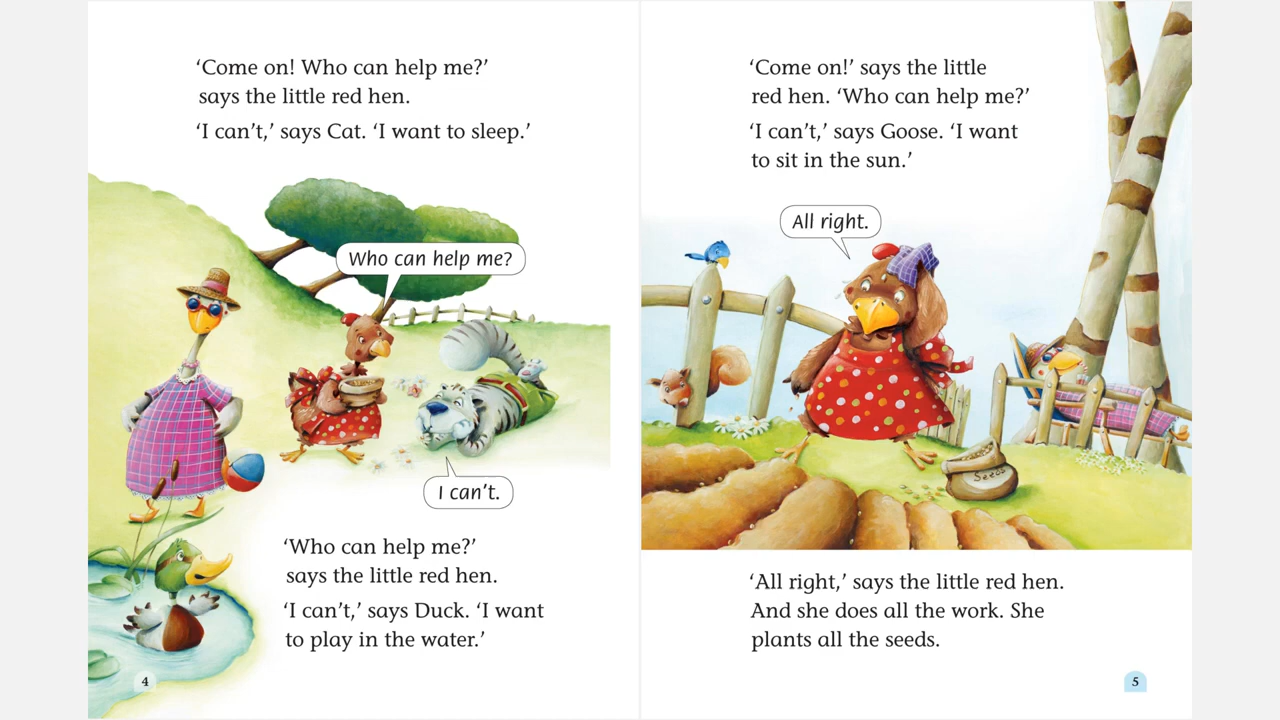 ‘Come on! Who can help me?’
says the little red hen.
‘I can’t,’ says Cat. ‘I want to sleep.’
Who can help me?
I can’t.
‘Who can help me?’
says the little red hen.
‘I can’t,’ says Duck. ‘I want
to play in the water.’
4
‘Come on!’ says the little
red hen. ‘Who can help me?’
‘I can’t,’ says Goose. ‘I want
to sit in the sun.’
All right.
Seeds
‘All right,’ says the little red hen.
And she does all the work. She
plants all the seeds.
5